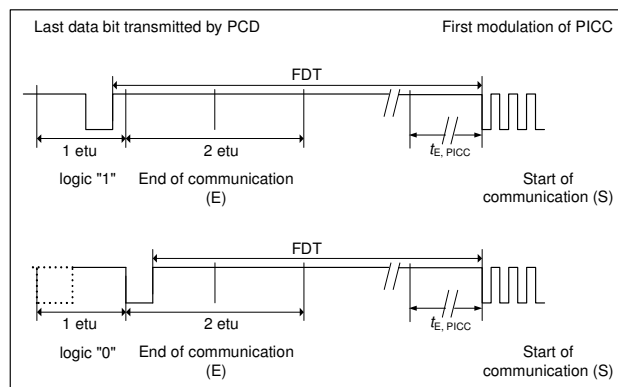 Last data bit transmitted by PCD First modulation of PICC
FDT
1 etu 2 etu tE, PICC
logic "1" End of communication (E) Start of communication (S)
FDT
1 etu 2 etu tE, PICC
logic "0" End of communication (E) Start of communication (S)